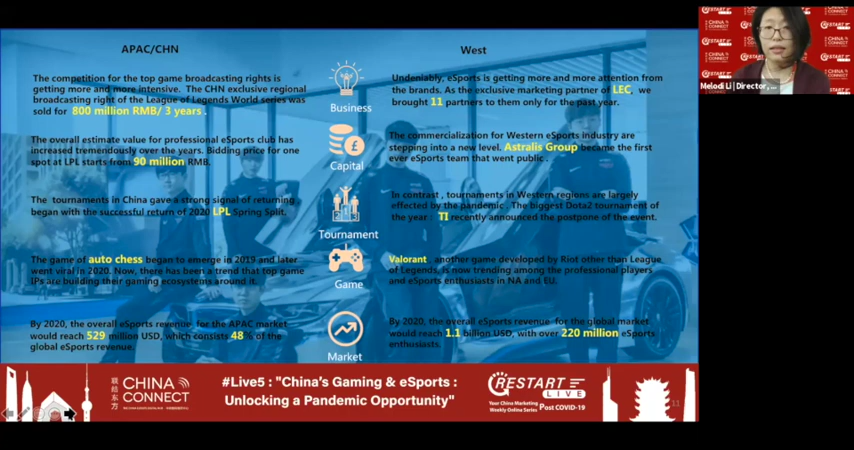 APAC/CHN
West
The competition for the top game broadcasting rights is
getting more and more intensive. The CHN exclusive regional
broadcasting right of the League of Legends World series was
sold for 800 million RMB/ 3 years .
Business
Undeniably, eSports is getting more and more attention from
the brands. As the exclusive marketing partner of LEC, we
brought 11 partners to them only for the past year.
The overall estimate value for professional eSports club has
increased tremendously over the years. Bidding price for one
spot at LPL starts from 90 million RMB.
Capital
The commercialization for Western eSports industry are
stepping into a new level. Astralis Group became the first
ever eSports team that went public .
The tournaments in China gave a strong signal of returning ,
began with the successful return of 2020 LPL Spring Split.
Tournament
In contrast , tournaments in Western regions are largely
affected by the pandemic . The biggest Dota2 tournament of
the year : TI recently announced the postpone of the event.
The game of auto chess began to emerge in 2019 and later
went viral in 2020. Now, there has been a trend that top game
IPs are building their gaming ecosystems around it.
Game
Valorant another game developed by Riot other than League
of Legends, is now trending among the professional players
and eSports enthusiasts in NA and EU.
By 2020, the overall eSports revenue for the APAC market
would reach 529 million USD, which consists 48% of the
global eSports revenue.
Market
By 2020, the overall eSports revenue for the global market
would reach 1.1 billion USD, with over 220 million eSports
enthusiasts.
联结东方
CHINA
CONNECT
#Live5 : "China's Gaming & eSports :
Unlocking a Pandemic Opportunity"
RESTART
LIVE
Your China Marketing
Weekly Online Series
Post COVID-19
11
Melodi Li | Director, ...